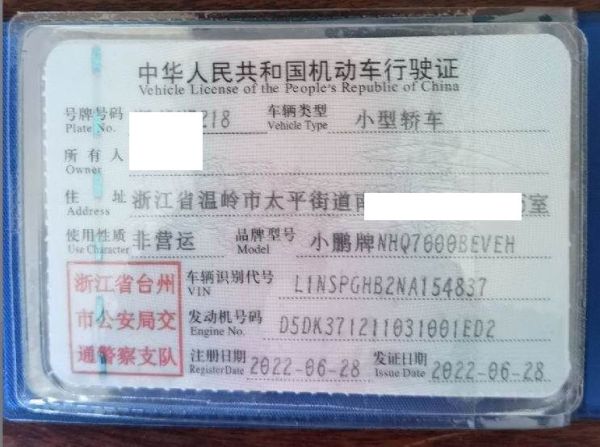 中华人民共和国机动车行驶证
Vehicle License of the People's Republic of China
号牌号码 218 车辆类型 小型轿车
Plate No. Vehicle Type
所有人
Owner
住址 浙江省温岭市太平街道南 室
Address
使用性质 非营运 品牌型号 小鹏牌NHQ7000BEVEH
Use Character Model
浙江省台州
市公安局交
通警察支队
车辆识别代号 L1NSPGHB2NA154837
VIN
发动机号码 D5DK371211031001ED2
Engine No.
注册日期 2022-06-28 发证日期 2022-06-28
Register Date Issue Date